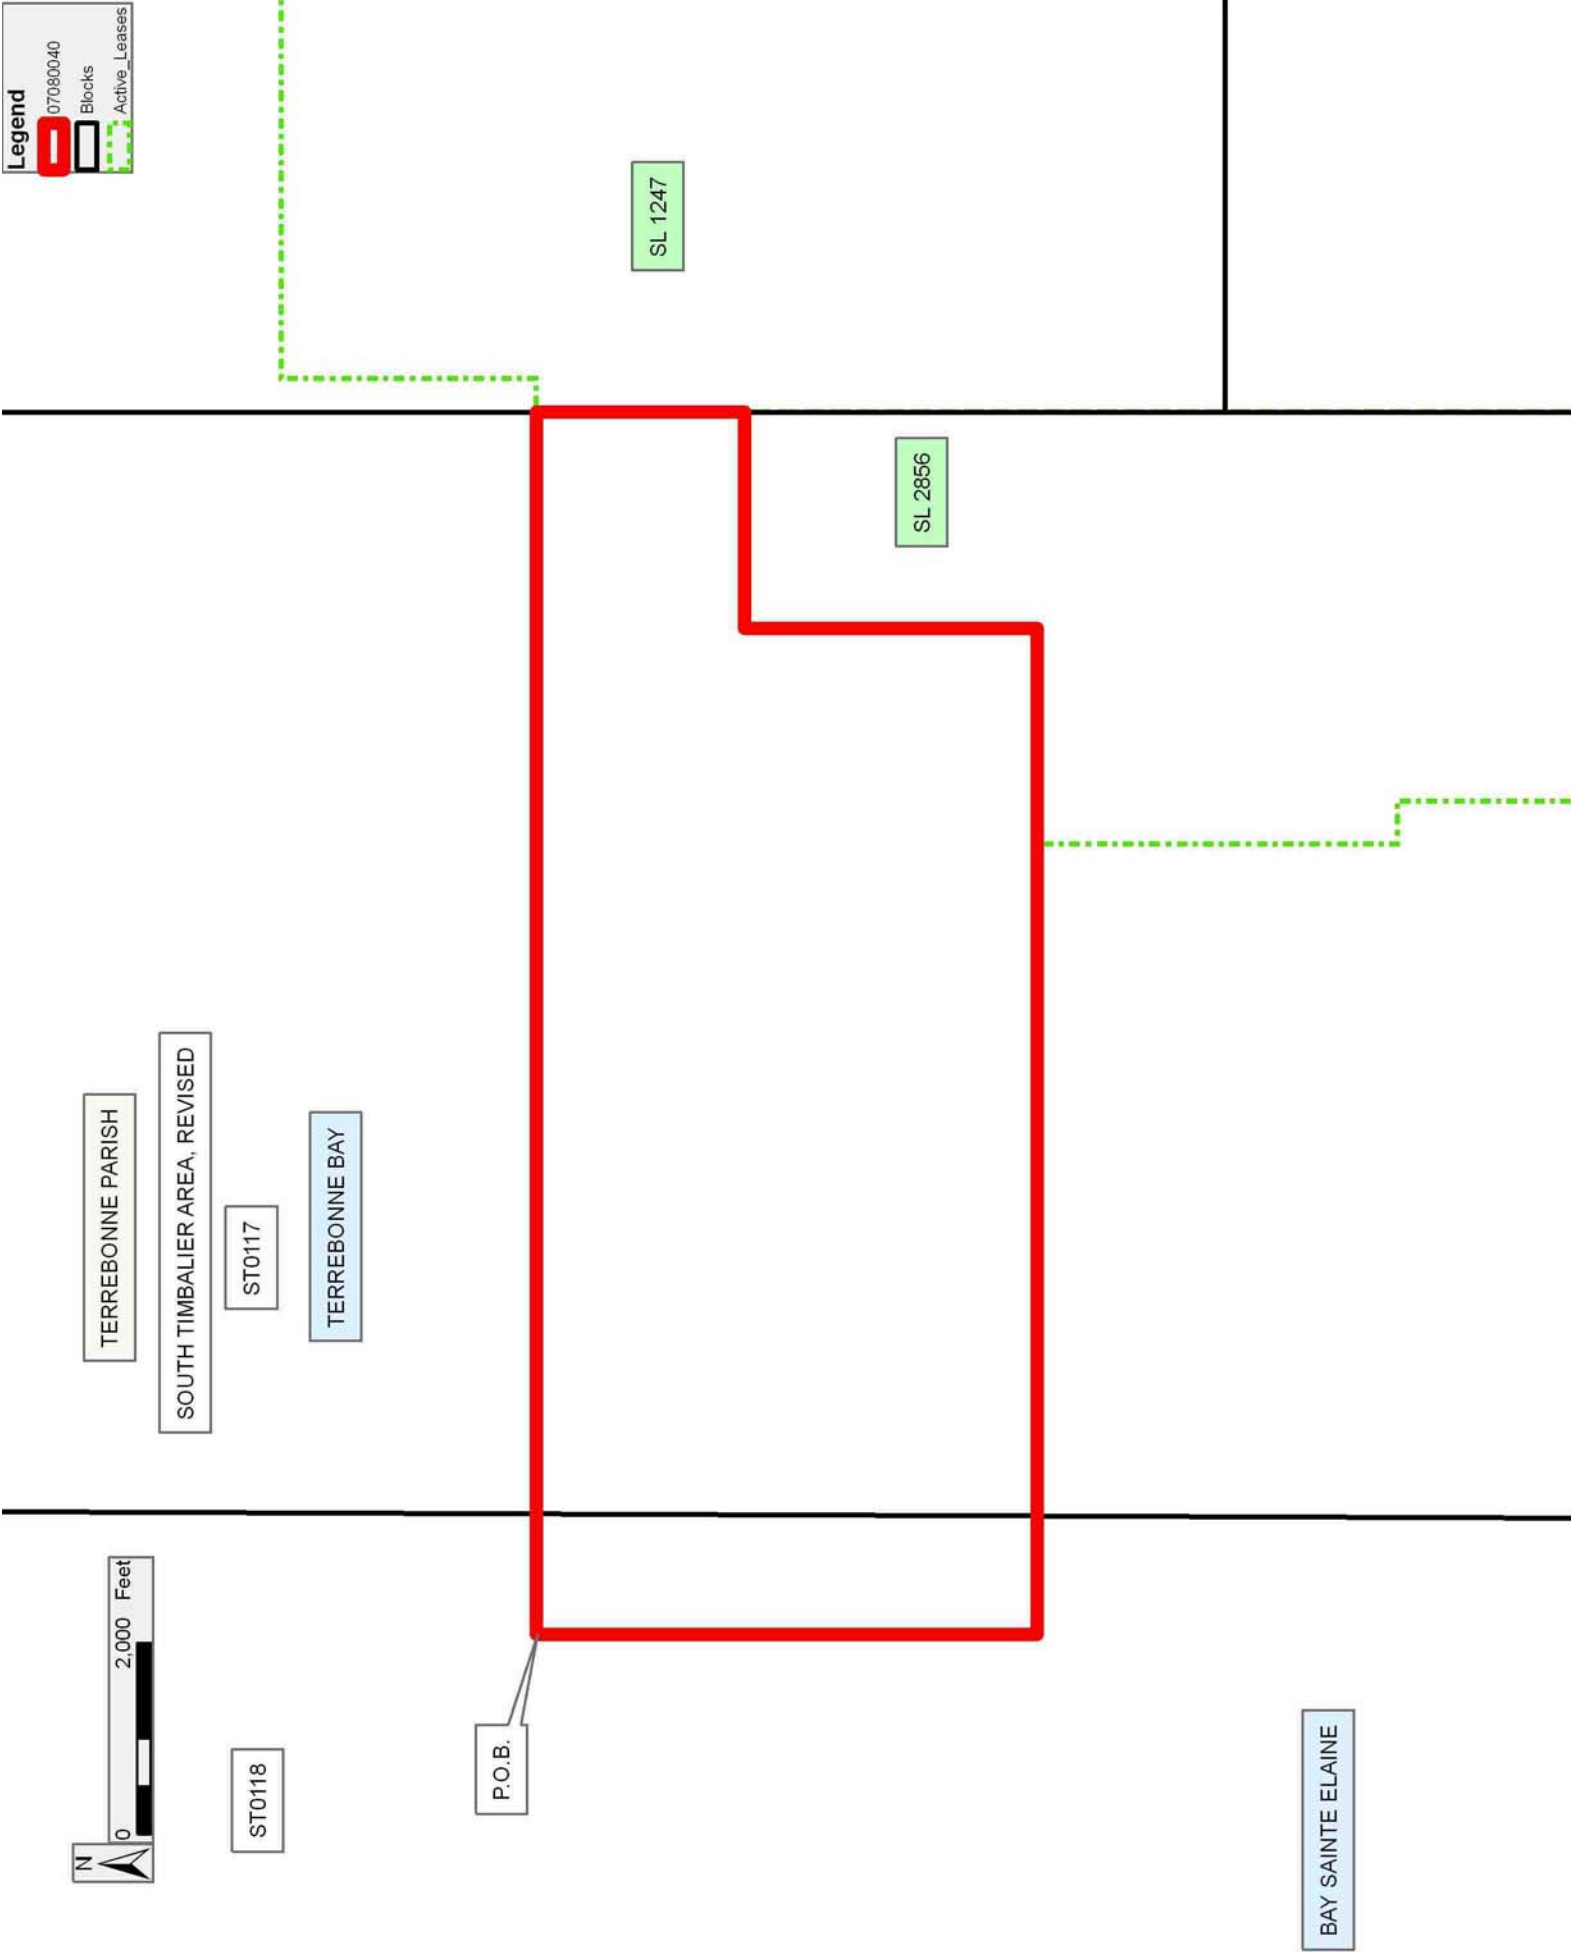 Legend
07080040
Blocks
Active_Leases
SL 1247
SL 2856
TERREBONNE PARISH
SOUTH TIMBALIER AREA, REVISED
ST0117
TERREBONNE BAY
N
0 2,000 Feet
ST0118
P.O.B.
BAY SAINTE ELAINE